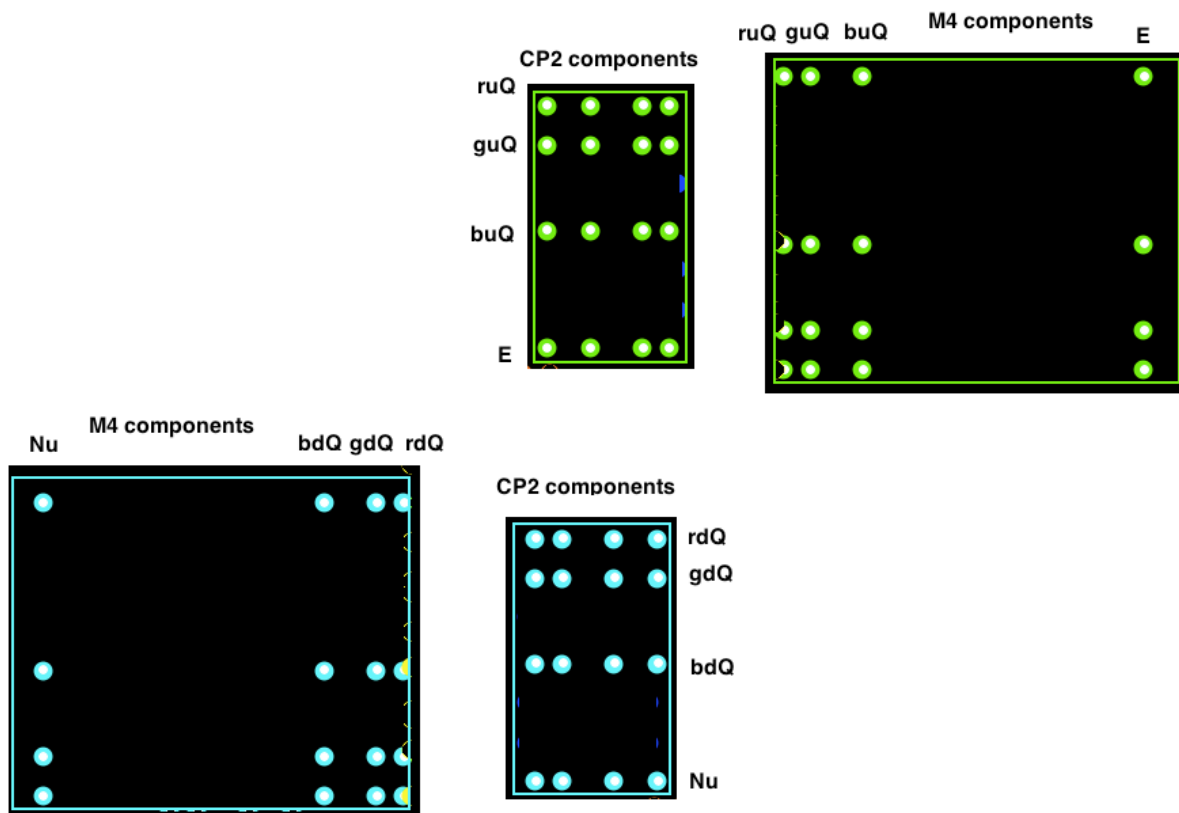 M4 components
ruQ guQ buQ E
CP2 components
ruQ
guQ
buQ
E
M4 components
Nu bdQ gdQ rdQ
CP2 components
rdQ
gdQ
bdQ
Nu